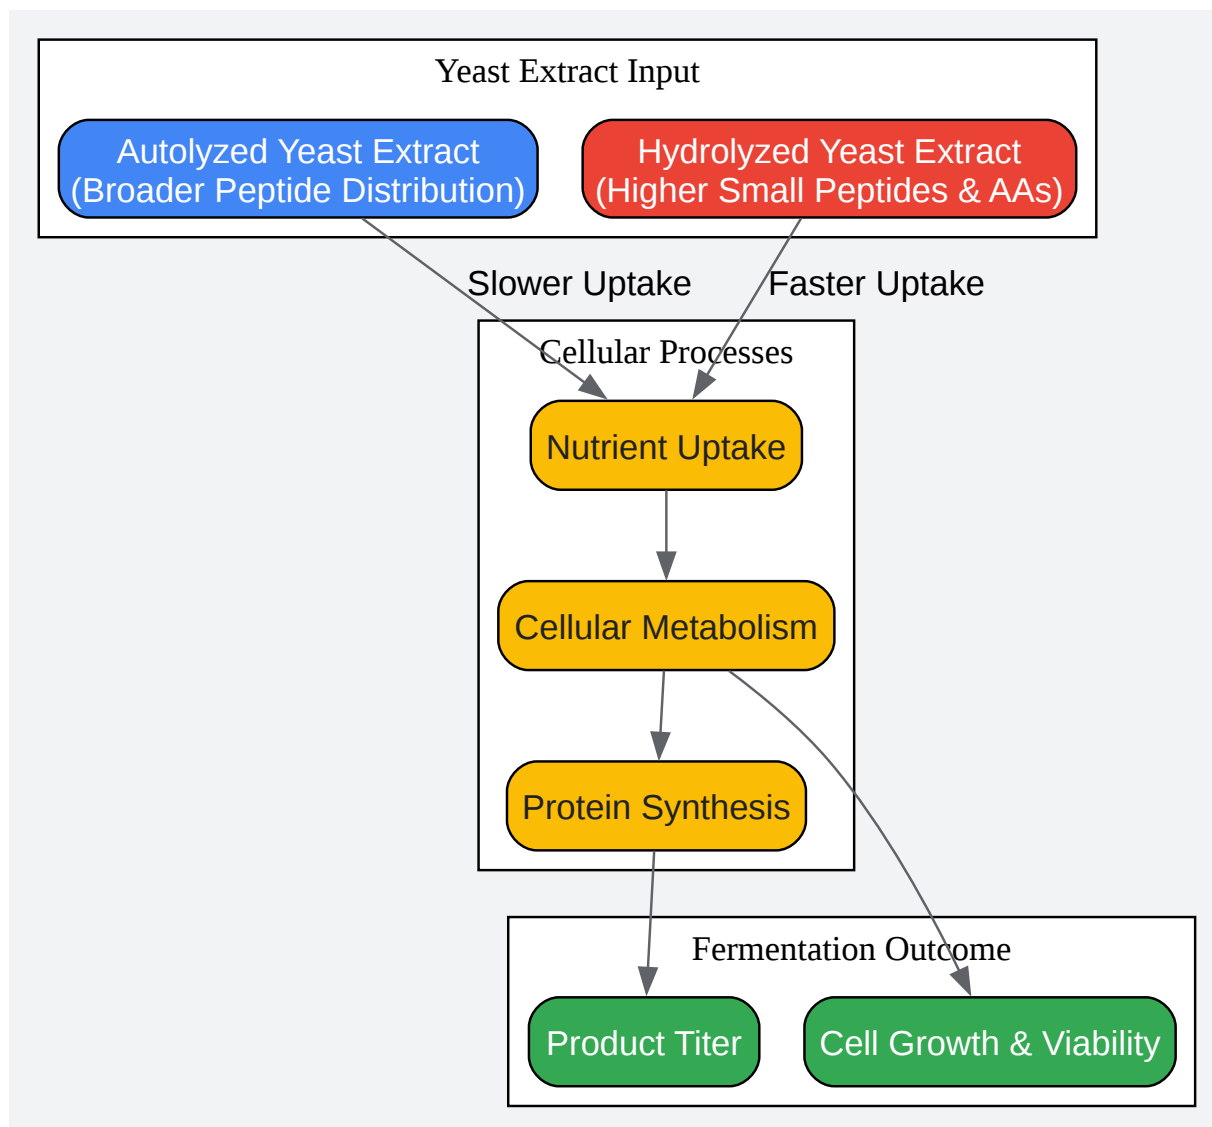 Yeast Extract Input
Autolyzed Yeast Extract
(Broader Peptide Distribution)
Hydrolyzed Yeast Extract
(Higher Small Peptides & AAs)
Slower Uptake
Faster Uptake
Cellular Processes
Nutrient Uptake
Cellular Metabolism
Protein Synthesis
Fermentation Outcome
Product Titer
Cell Growth & Viability